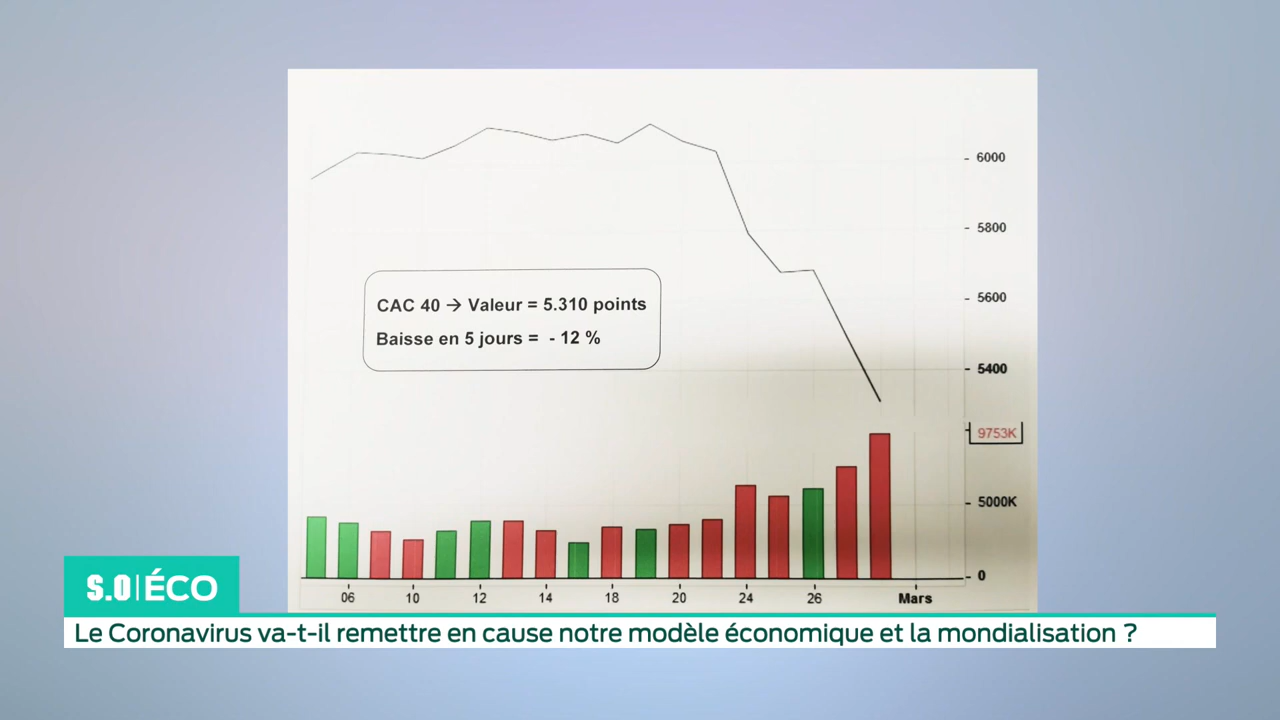 6000
5800
CAC 40 → Valeur = 5.310 points
5600
Baisse en 5 jours = - 12 %
5400
9753K
5000K
0
06 10 12 14 18 20 24 26 Mars
S.O ÉCO
Le Coronavirus va-t-il remettre en cause notre modèle économique et la mondialisation ?